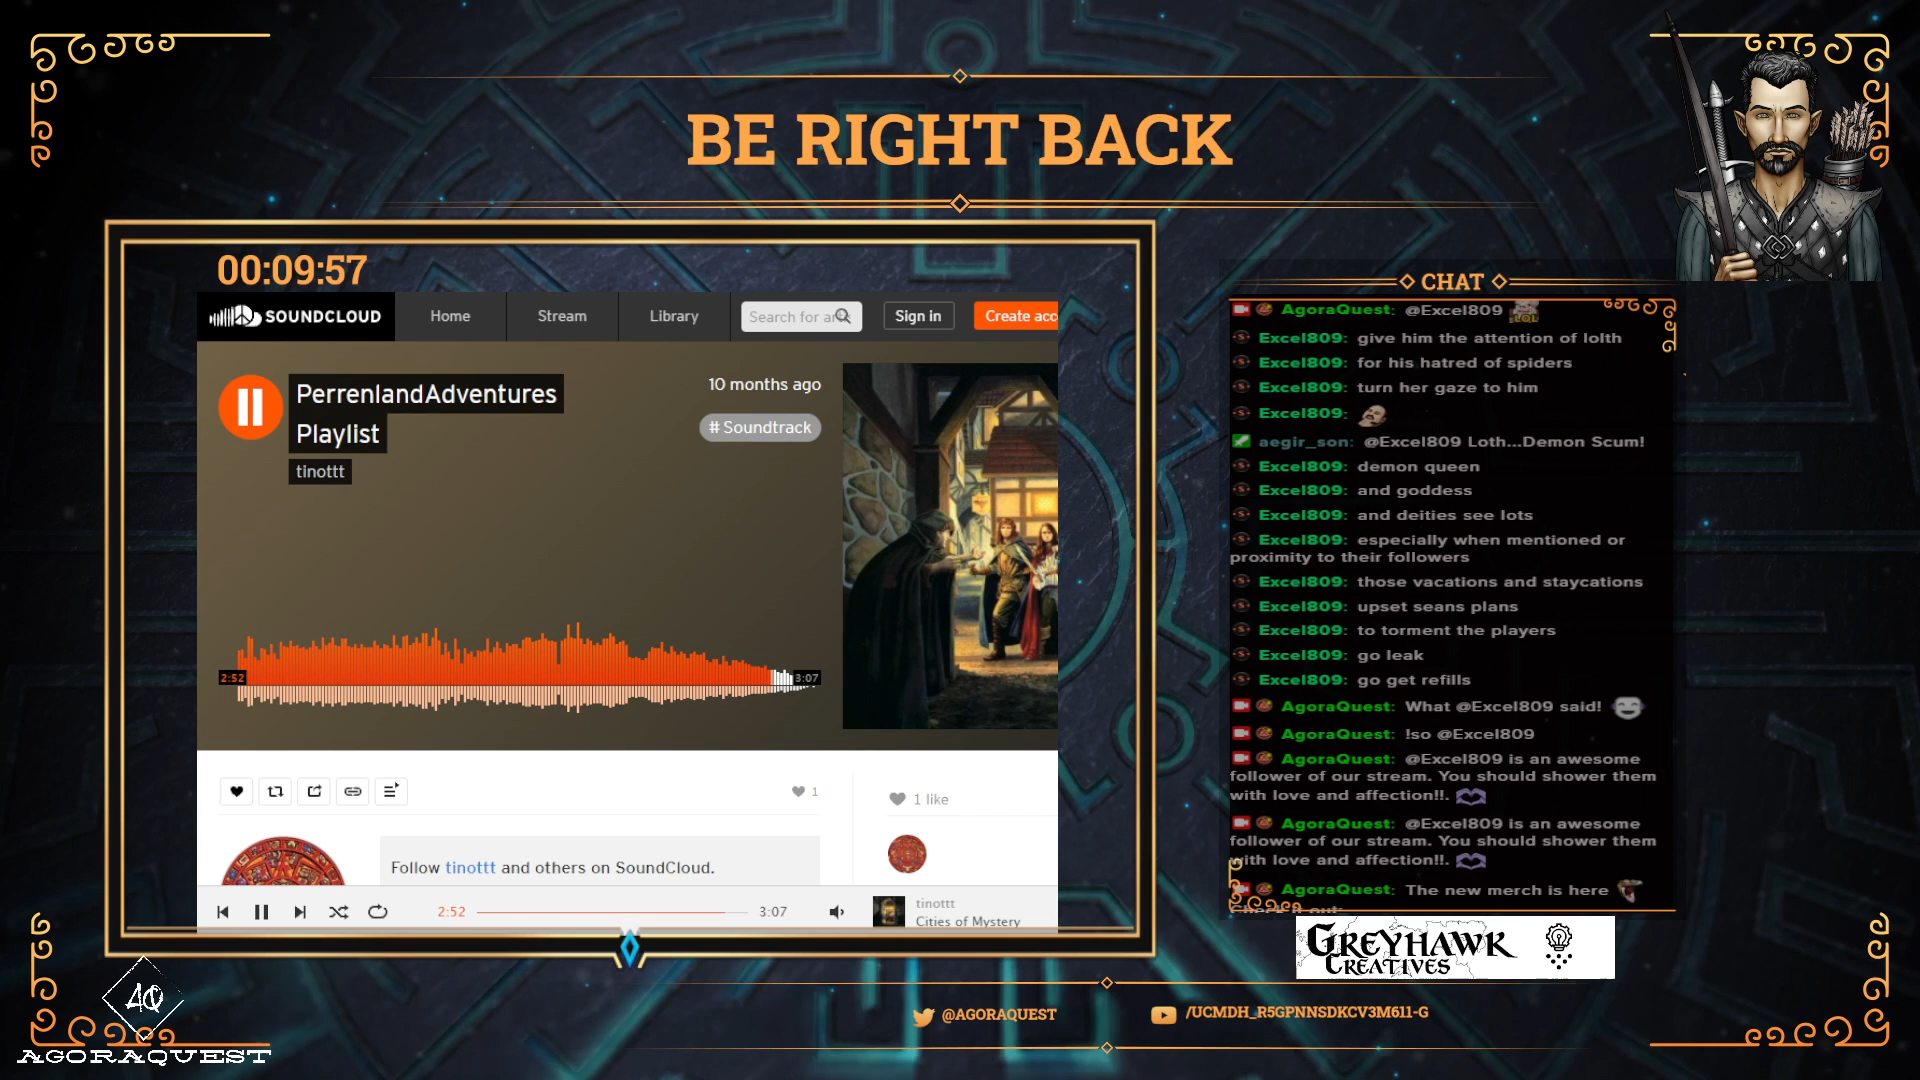 BE RIGHT BACK
00:09:57
SOUNDCLOUD
Home
Stream
Library
Search for ar
Sign in
Create acc
PerrenlandAdventures
Playlist
tinottt
10 months ago
# Soundtrack
2:52
3:07
1
1 like
Follow tinottt and others on SoundCloud.
2:52
3:07
tinottt
Cities of Mystery
CHAT
AgoraQuest: @Excel809
Excel809: give him the attention of lolth
Excel809: for his hatred of spiders
Excel809: turn her gaze to him
Excel809:
aegir_son: @Excel809 Loth...Demon Scum!
Excel809: demon queen
Excel809: and goddess
Excel809: and deities see lots
Excel809: especially when mentioned or
proximity to their followers
Excel809: those vacations and staycations
Excel809: upset seans plans
Excel809: to torment the players
Excel809: go leak
Excel809: go get refills
AgoraQuest: What @Excel809 said!
AgoraQuest: !so @Excel809
AgoraQuest: @Excel809 is an awesome
follower of our stream. You should shower them
with love and affection!!.
AgoraQuest: @Excel809 is an awesome
follower of our stream. You should shower them
with love and affection!!.
AgoraQuest: The new merch is here
Check it out:
GREYHAWK
CREATIVES
@AGORAQUEST
/UCMDH_R5GPNNSDKCV3M611-G
AQ
AGORAQUEST